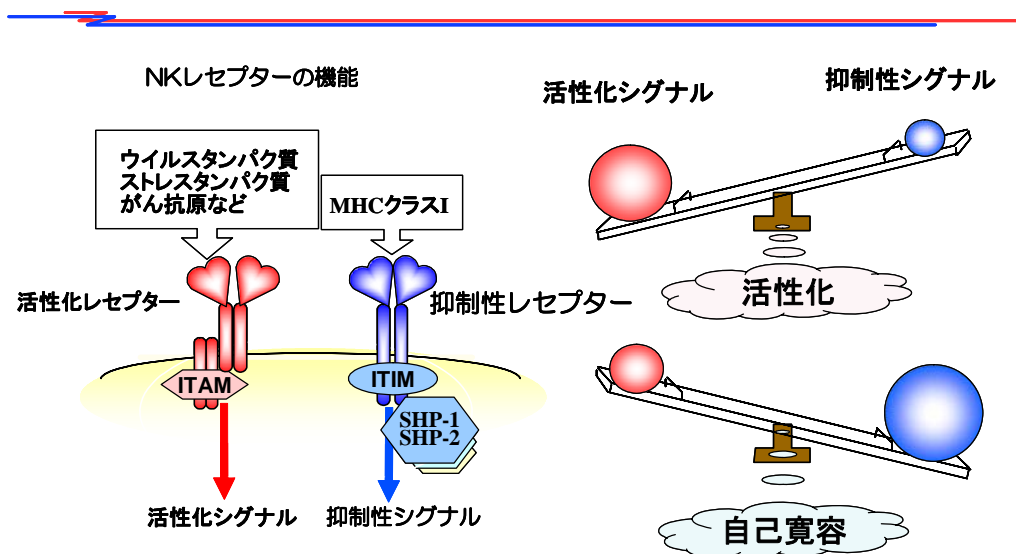 NKレセプターの機能
ウイルスタンパク質
ストレスタンパク質
がん抗原など
MHCクラスI
活性化レセプター
抑制性レセプター
ITAM
ITIM
SHP-1
SHP-2
活性化シグナル
抑制性シグナル
活性化シグナル
抑制性シグナル
活性化
自己寛容